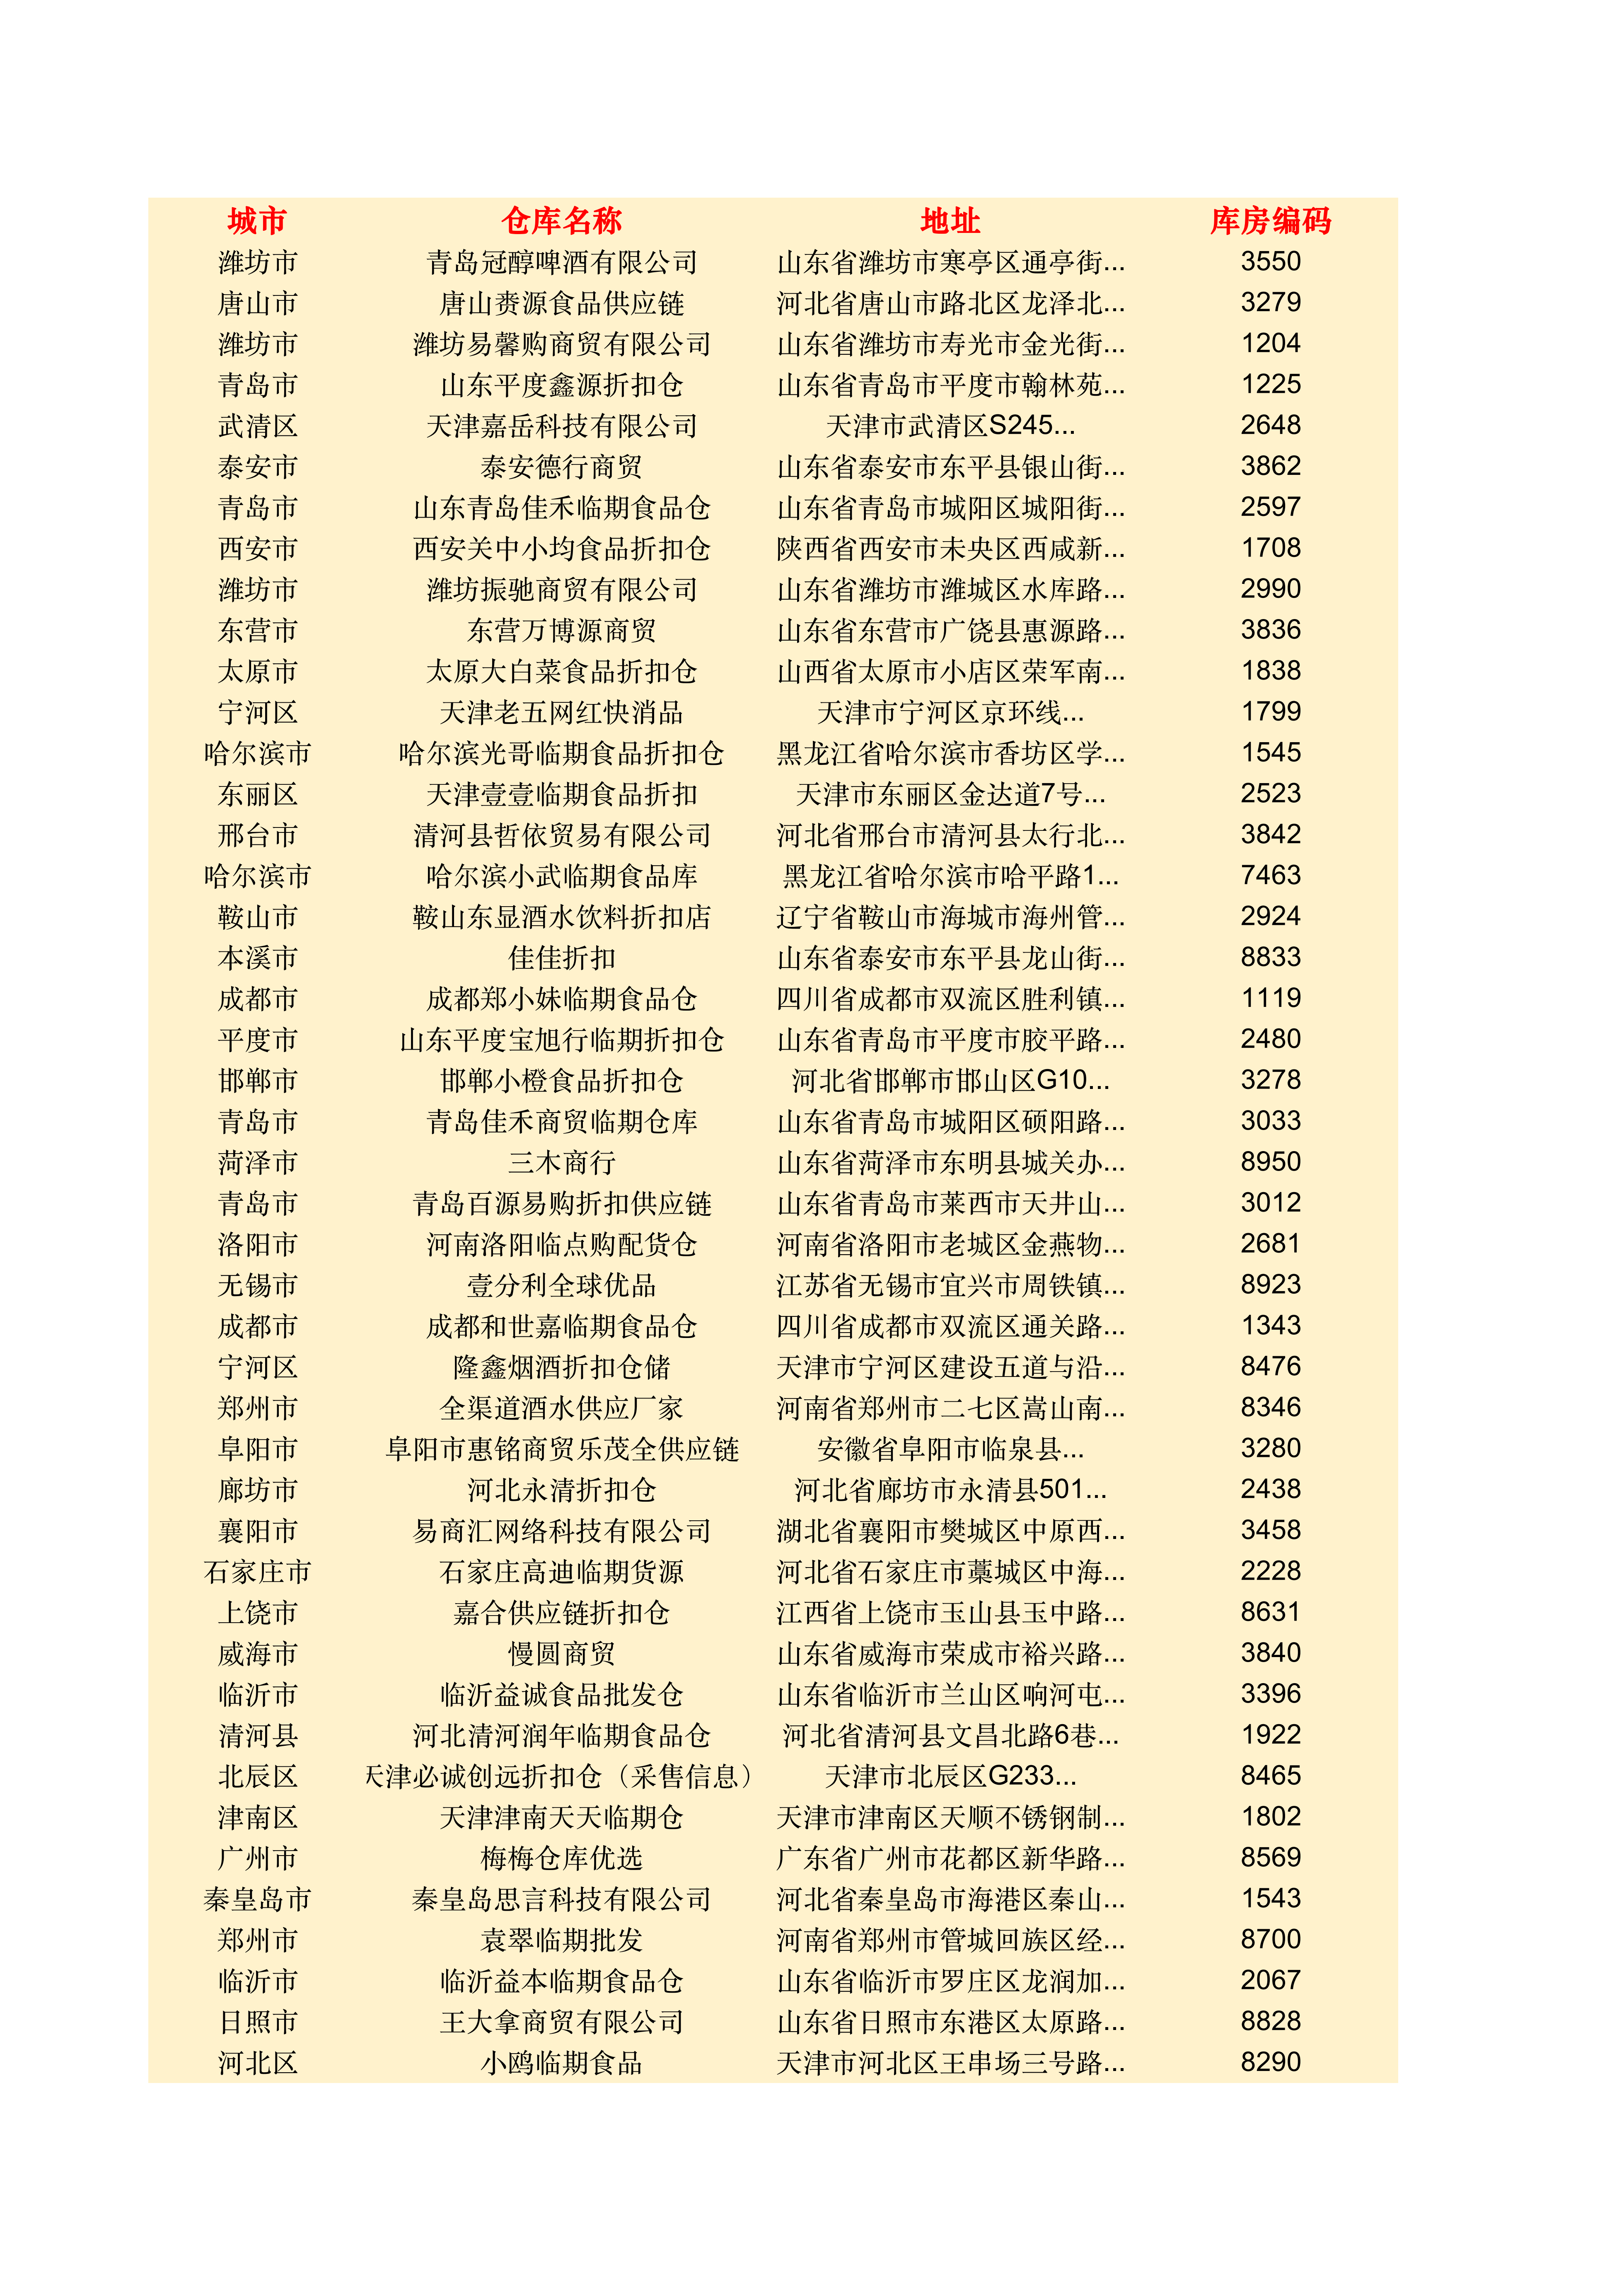 城市 仓库名称 地址 库房编码
潍坊市 青岛冠醇啤酒有限公司 山东省潍坊市寒亭区通亭街... 3550
唐山市 唐山赉源食品供应链 河北省唐山市路北区龙泽北... 3279
潍坊市 潍坊易馨购商贸有限公司 山东省潍坊市寿光市金光街... 1204
青岛市 山东平度鑫源折扣仓 山东省青岛市平度市翰林苑... 1225
武清区 天津嘉岳科技有限公司 天津市武清区S245... 2648
泰安市 泰安德行商贸 山东省泰安市东平县银山街... 3862
青岛市 山东青岛佳禾临期食品仓 山东省青岛市城阳区城阳街... 2597
西安市 西安关中小均食品折扣仓 陕西省西安市未央区西咸新... 1708
潍坊市 潍坊振驰商贸有限公司 山东省潍坊市潍城区水库路... 2990
东营市 东营万博源商贸 山东省东营市广饶县惠源路... 3836
太原市 太原大白菜食品折扣仓 山西省太原市小店区荣军南... 1838
宁河区 天津老五网红快消品 天津市宁河区京环线... 1799
哈尔滨市 哈尔滨光哥临期食品折扣仓 黑龙江省哈尔滨市香坊区学... 1545
东丽区 天津壹壹临期食品折扣 天津市东丽区金达道7号... 2523
邢台市 清河县哲依贸易有限公司 河北省邢台市清河县太行北... 3842
哈尔滨市 哈尔滨小武临期食品库 黑龙江省哈尔滨市哈平路1... 7463
鞍山市 鞍山东显酒水饮料折扣店 辽宁省鞍山市海城市海州管... 2924
本溪市 佳佳折扣 山东省泰安市东平县龙山街... 8833
成都市 成都郑小妹临期食品仓 四川省成都市双流区胜利镇... 1119
平度市 山东平度宝旭行临期折扣仓 山东省青岛市平度市胶平路... 2480
邯郸市 邯郸小橙食品折扣仓 河北省邯郸市邯山区G10... 3278
青岛市 青岛佳禾商贸临期仓库 山东省青岛市城阳区硕阳路... 3033
菏泽市 三木商行 山东省菏泽市东明县城关办... 8950
青岛市 青岛百源易购折扣供应链 山东省青岛市莱西市天井山... 3012
洛阳市 河南洛阳临点购配货仓 河南省洛阳市老城区金燕物... 2681
无锡市 壹分利全球优品 江苏省无锡市宜兴市周铁镇... 8923
成都市 成都和世嘉临期食品仓 四川省成都市双流区通关路... 1343
宁河区 隆鑫烟酒折扣仓储 天津市宁河区建设五道与沿... 8476
郑州市 全渠道酒水供应厂家 河南省郑州市二七区嵩山南... 8346
阜阳市 阜阳市惠铭商贸乐茂全供应链 安徽省阜阳市临泉县... 3280
廊坊市 河北永清折扣仓 河北省廊坊市永清县501... 2438
襄阳市 易商汇网络科技有限公司 湖北省襄阳市樊城区中原西... 3458
石家庄市 石家庄高迪临期货源 河北省石家庄市藁城区中海... 2228
上饶市 嘉合供应链折扣仓 江西省上饶市玉山县玉中路... 8631
威海市 慢圆商贸 山东省威海市荣成市裕兴路... 3840
临沂市 临沂益诚食品批发仓 山东省临沂市兰山区响河屯... 3396
清河县 河北清河润年临期食品仓 河北省清河县文昌北路6巷... 1922
北辰区 天津必诚创远折扣仓（采售信息） 天津市北辰区G233... 8465
津南区 天津津南天天临期仓 天津市津南区天顺不锈钢制... 1802
广州市 梅梅仓库优选 广东省广州市花都区新华路... 8569
秦皇岛市 秦皇岛思言科技有限公司 河北省秦皇岛市海港区秦山... 1543
郑州市 袁翠临期批发 河南省郑州市管城回族区经... 8700
临沂市 临沂益本临期食品仓 山东省临沂市罗庄区龙润加... 2067
日照市 王大拿商贸有限公司 山东省日照市东港区太原路... 8828
河北区 小鸥临期食品 天津市河北区王串场三号路... 8290